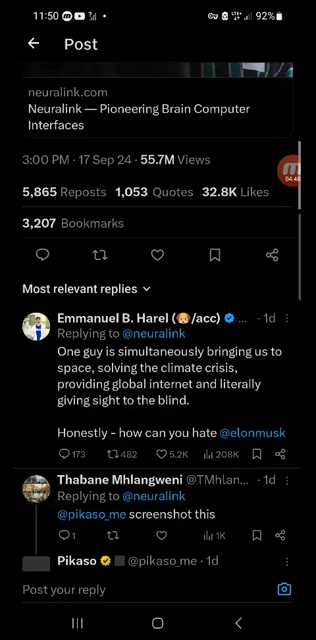 11:50
92%
Post
neuralink.com
Neuralink — Pioneering Brain Computer
Interfaces
3:00 PM · 17 Sep 24 · 55.7M Views
5,865 Reposts 1,053 Quotes 32.8K Likes
3,207 Bookmarks
04:48
Most relevant replies
Emmanuel B. Harel (🐶/acc) ... · 1d
Replying to @neuralink
One guy is simultaneously bringing us to
space, solving the climate crisis,
providing global internet and literally
giving sight to the blind.
Honestly - how can you hate @elonmusk
173 482 5.2K 208K
Thabane Mhlangweni @TMhlan... · 1d
Replying to @neuralink
@pikaso_me screenshot this
1 1K
Pikaso @pikaso_me · 1d
Post your reply